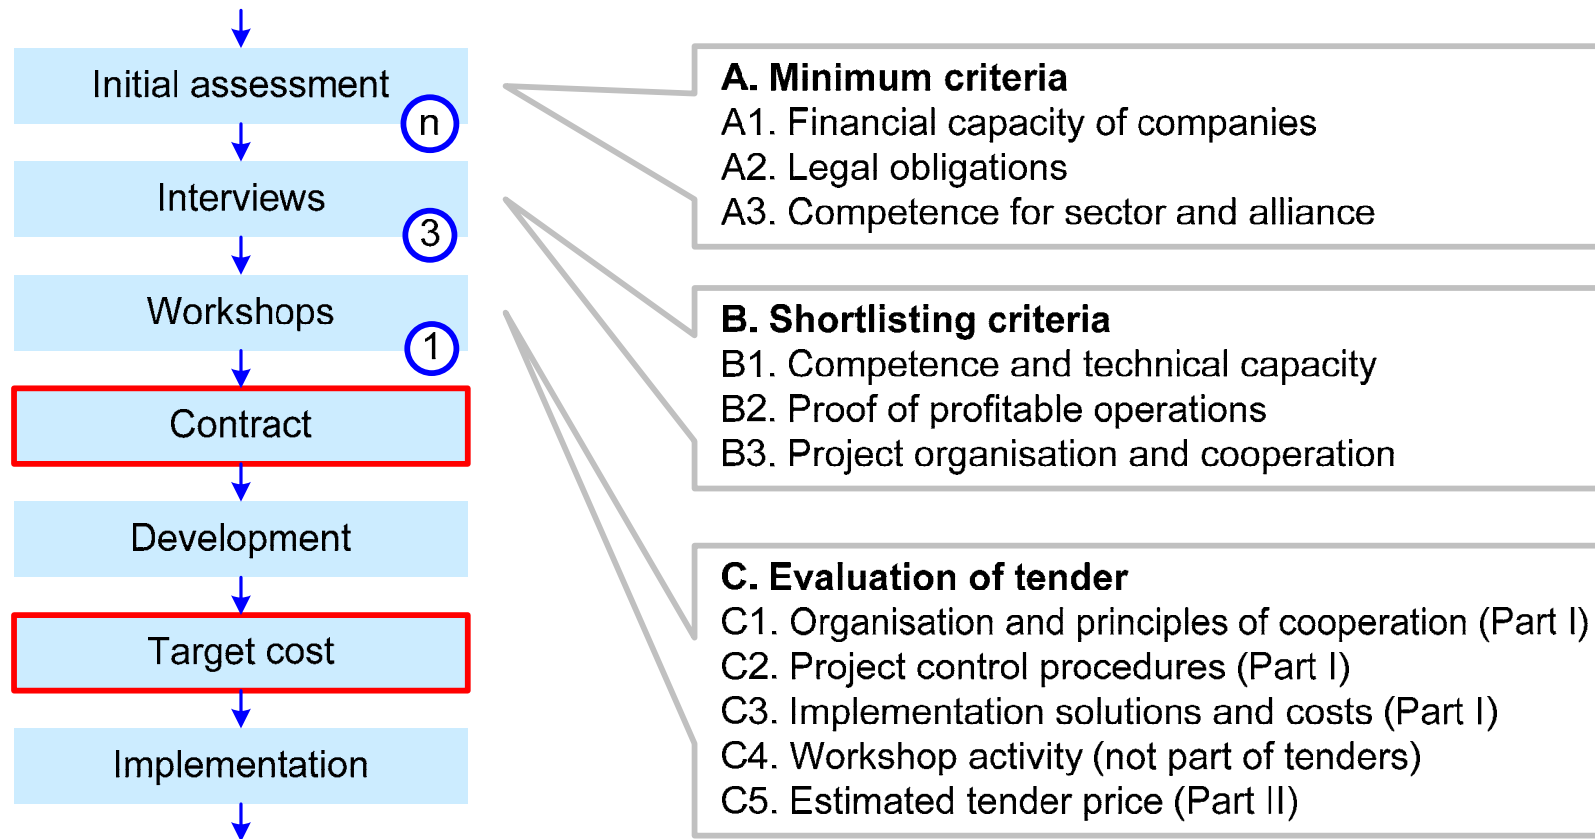 Initial assessment
n
Interviews
3
Workshops
1
Contract
Development
Target cost
Implementation
A. Minimum criteria
A1. Financial capacity of companies
A2. Legal obligations
A3. Competence for sector and alliance
B. Shortlisting criteria
B1. Competence and technical capacity
B2. Proof of profitable operations
B3. Project organisation and cooperation
C. Evaluation of tender
C1. Organisation and principles of cooperation (Part I)
C2. Project control procedures (Part I)
C3. Implementation solutions and costs (Part I)
C4. Workshop activity (not part of tenders)
C5. Estimated tender price (Part II)